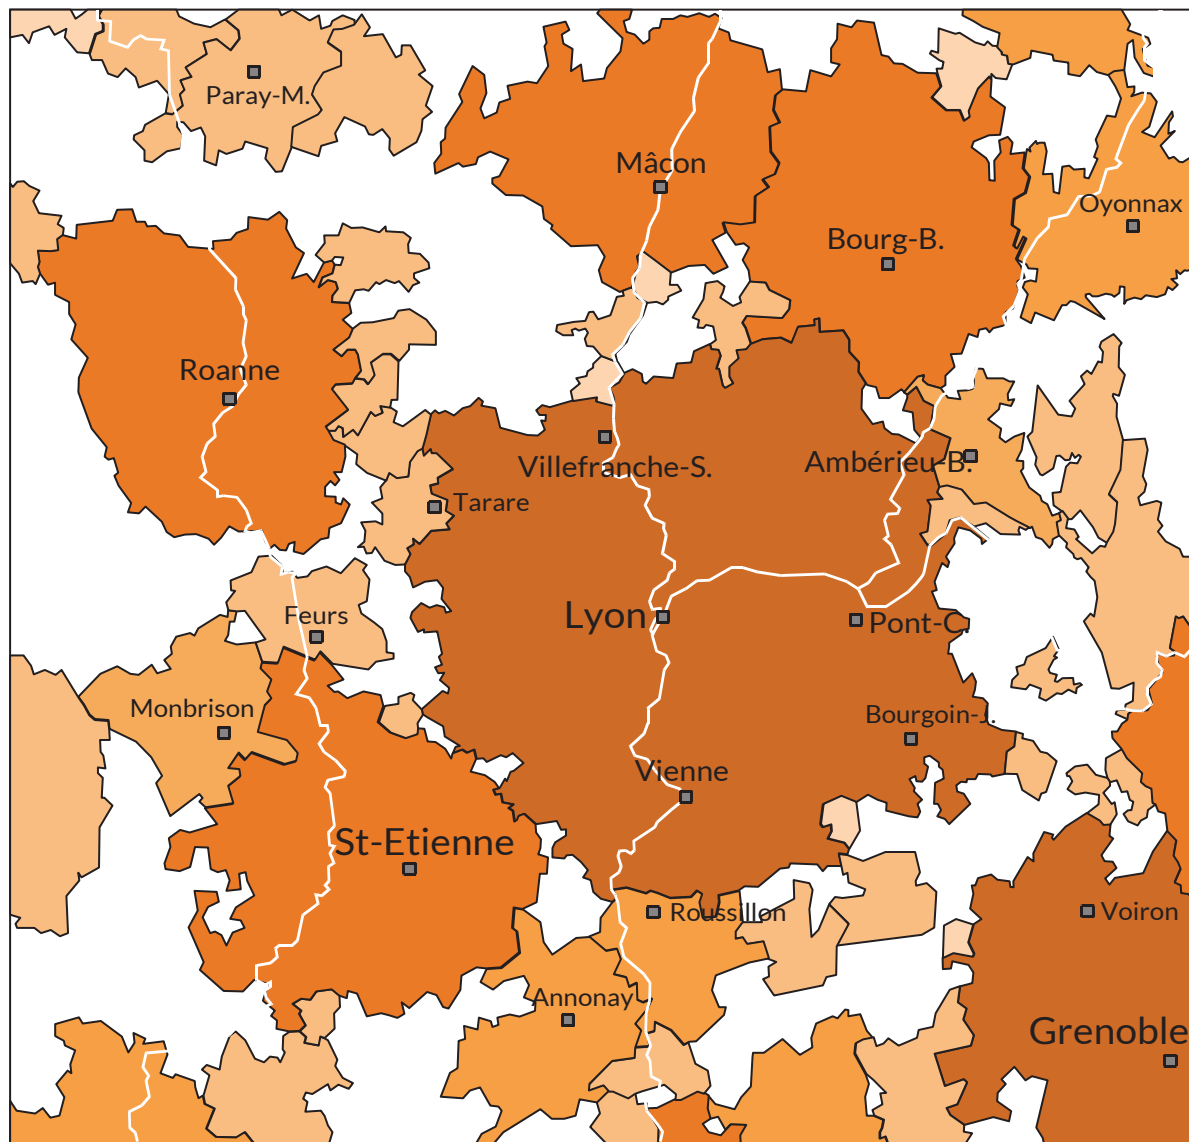 Paray-M.
Mâcon
Oyonnax
Bourg-B.
Roanne
Villefranche-S.
Ambérieu-B.
Tarare
Feurs
Lyon
Pont-C.
Monbrison
Bourgoin-J.
Vienne
St-Etienne
Roussillon
Voiron
Annonay
Grenoble